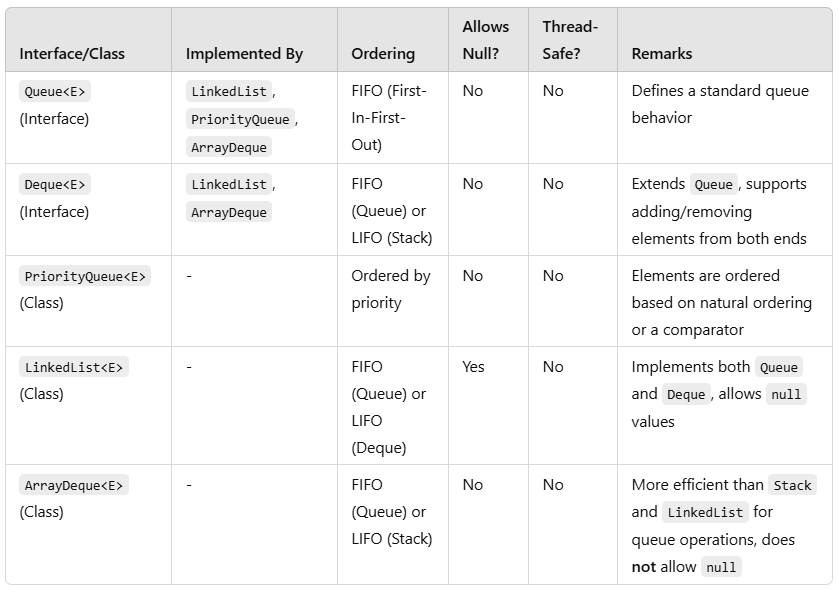 Interface/Class Implemented By Ordering Allows Null? Thread-Safe? Remarks
Queue<E>
(Interface)
LinkedList,
PriorityQueue,
ArrayDeque
FIFO (First-
In-First-
Out)
No
No
Defines a standard queue
behavior
Deque<E>
(Interface)
LinkedList,
ArrayDeque
FIFO
(Queue) or
LIFO (Stack)
No
No
Extends Queue, supports
adding/removing
elements from both ends
PriorityQueue<E>
(Class)
-
Ordered by
priority
No
No
Elements are ordered
based on natural ordering
or a comparator
LinkedList<E>
(Class)
-
FIFO
(Queue) or
LIFO
(Deque)
Yes
No
Implements both Queue
and Deque, allows null
values
ArrayDeque<E>
(Class)
-
FIFO
(Queue) or
LIFO (Stack)
No
No
More efficient than Stack
and LinkedList for
queue operations, does
not allow null